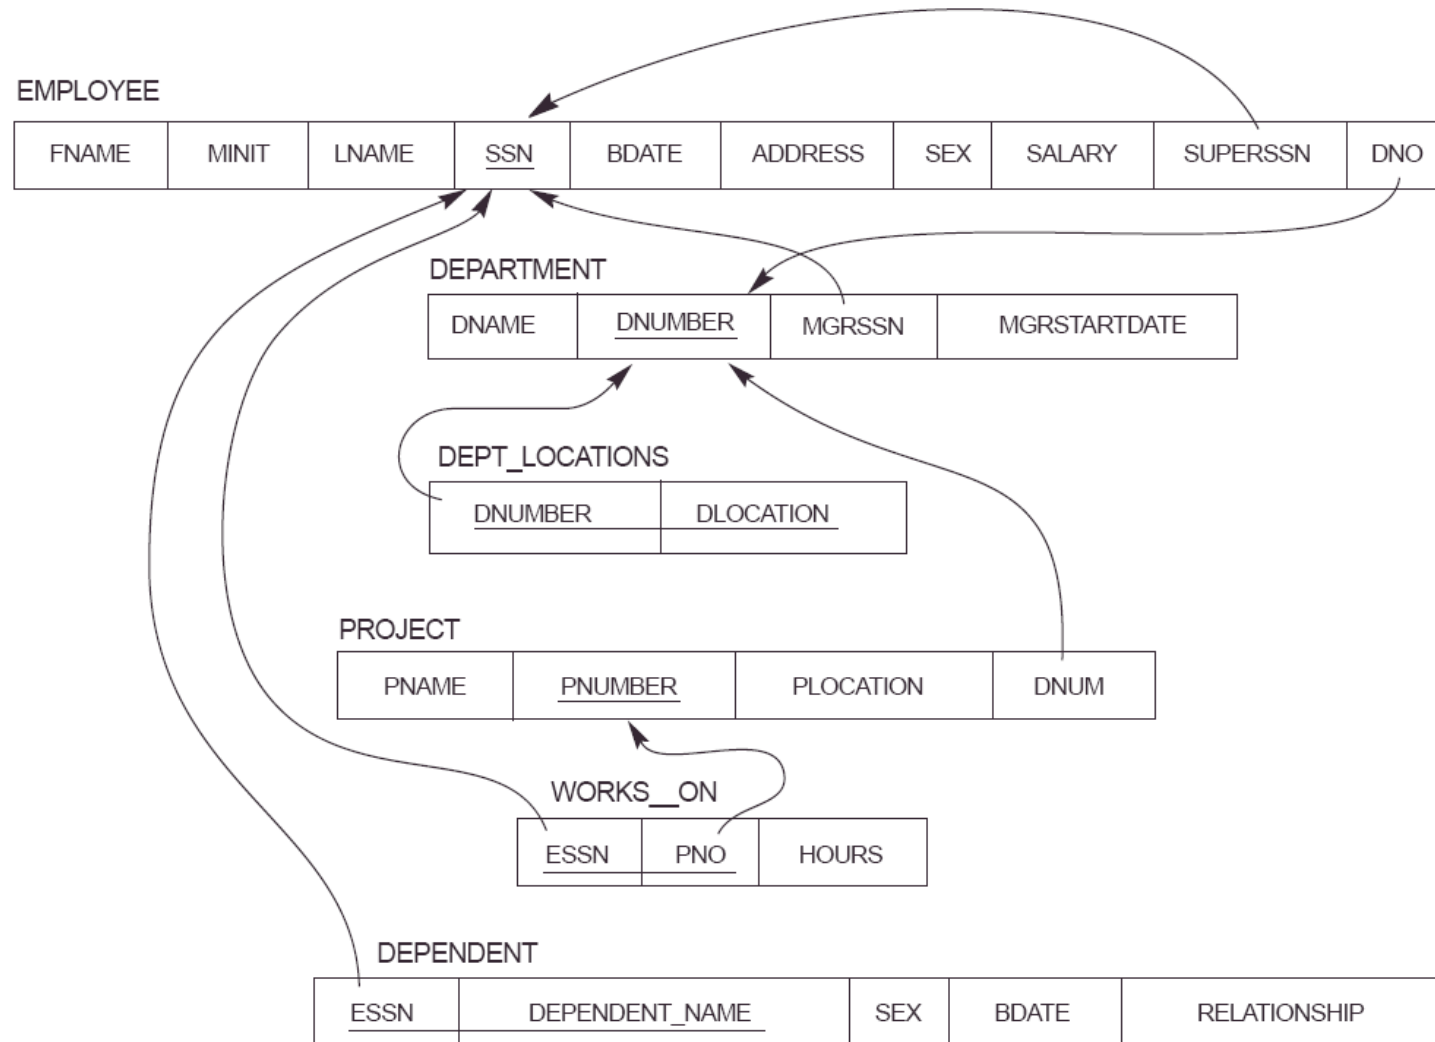 EMPLOYEE
FNAME MINIT LNAME SSN BDATE ADDRESS SEX SALARY SUPERSSN DNO
DEPARTMENT
DNAME DNUMBER MGRSSN MGRSTARTDATE
DEPT_LOCATIONS
DNUMBER DLOCATION
PROJECT
PNAME PNUMBER PLOCATION DNUM
WORKS__ON
ESSN PNO HOURS
DEPENDENT
ESSN DEPENDENT_NAME SEX BDATE RELATIONSHIP